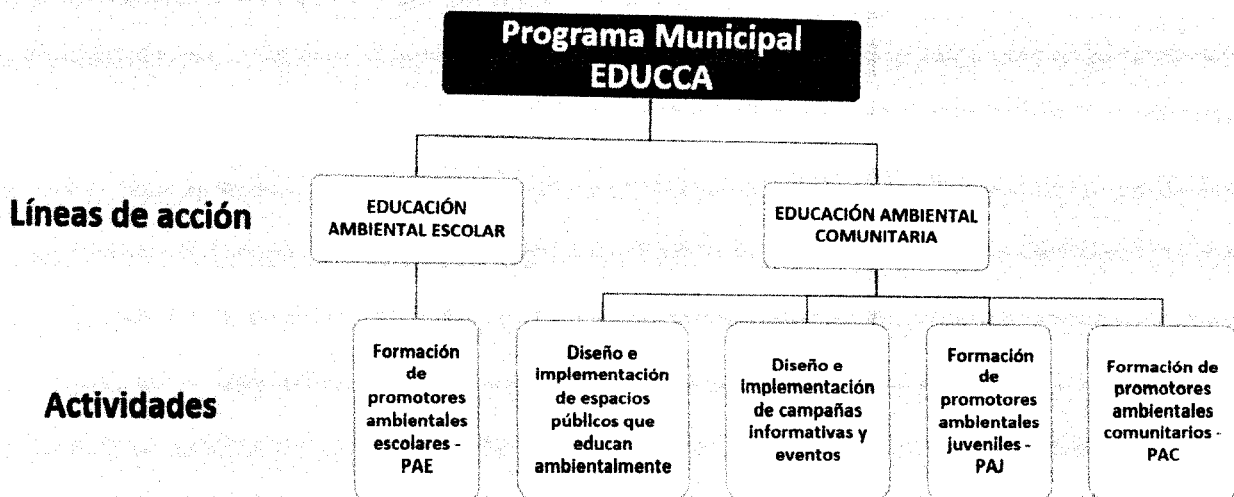 Programa Municipal
EDUCCA
Líneas de acción
EDUCACIÓN
AMBIENTAL ESCOLAR
EDUCACIÓN AMBIENTAL
COMUNITARIA
Actividades
Formación
de
promotores
ambientales
escolares -
PAE
Diseño e
implementación
de espacios
públicos que
educan
ambientalmente
Diseño e
implementación
de campañas
informativas y
eventos
Formación
de
promotores
ambientales
juveniles -
PAJ
Formación de
promotores
ambientales
comunitarios -
PAC